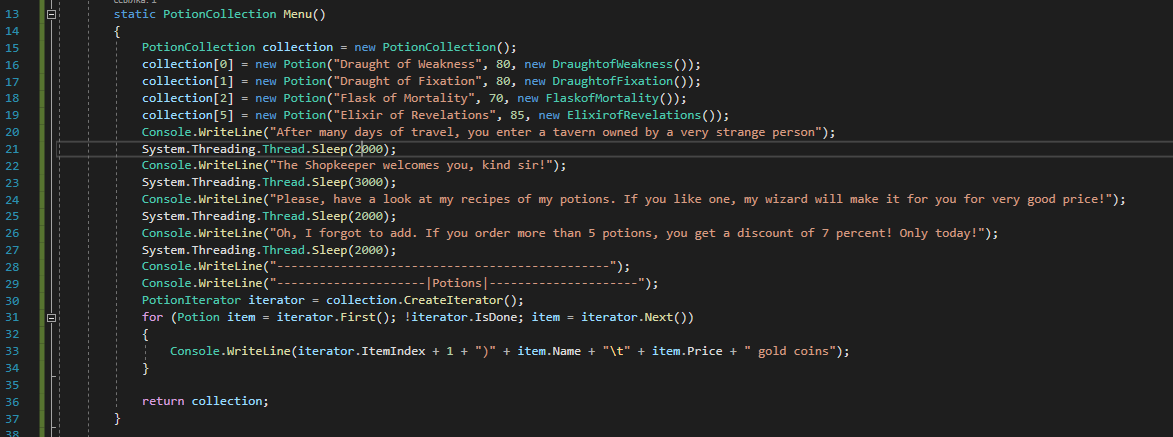 13 static PotionCollection Menu()
14 {
15 PotionCollection collection = new PotionCollection();
16 collection[0] = new Potion("Draught of Weakness", 80, new DraughtofWeakness());
17 collection[1] = new Potion("Draught of Fixation", 80, new DraughtofFixation());
18 collection[2] = new Potion("Flask of Mortality", 70, new FlaskofMortality());
19 collection[5] = new Potion("Elixir of Revelations", 85, new ElixirofRevelations());
20 Console.WriteLine("After many days of travel, you enter a tavern owned by a very strange person");
21 System.Threading.Thread.Sleep(2000);
22 Console.WriteLine("The Shopkeeper welcomes you, kind sir!");
23 System.Threading.Thread.Sleep(3000);
24 Console.WriteLine("Please, have a look at my recipes of my potions. If you like one, my wizard will make it for you for very good price!");
25 System.Threading.Thread.Sleep(2000);
26 Console.WriteLine("Oh, I forgot to add. If you order more than 5 potions, you get a discount of 7 percent! Only today!");
27 System.Threading.Thread.Sleep(2000);
28 Console.WriteLine("-----------------------------------------------");
29 Console.WriteLine("---------------------|Potions|---------------------");
30 PotionIterator iterator = collection.CreateIterator();
31 for (Potion item = iterator.First(); !iterator.IsDone; item = iterator.Next())
32 {
33 Console.WriteLine(iterator.ItemIndex + 1 + ")" + item.Name + "\t" + item.Price + " gold coins");
34 }
35
36 return collection;
37 }
38